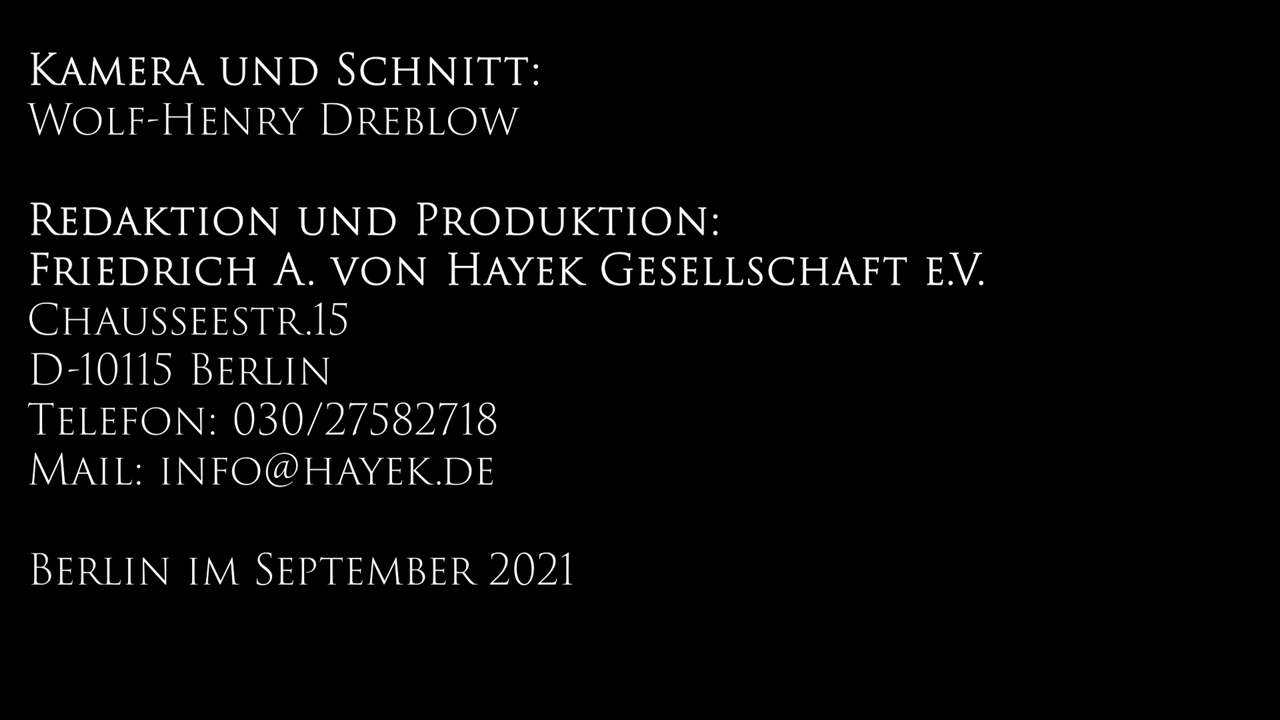 Kamera und Schnitt:
Wolf-Henry Dreblow
Redaktion und Produktion:
Friedrich A. von Hayek Gesellschaft e.V.
Chausseestr.15
D-10115 Berlin
Telefon: 030/27582718
Mail: info@hayek.de
Berlin im September 2021